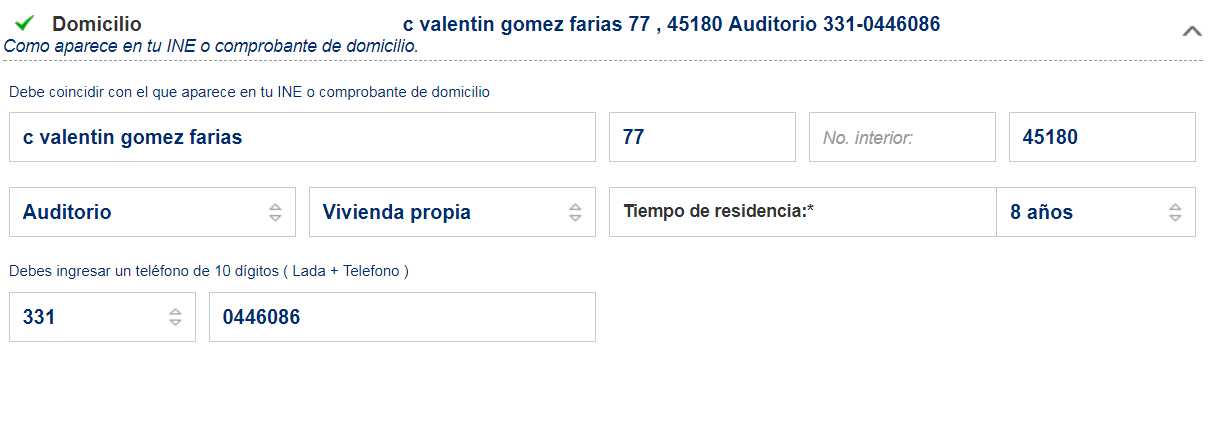 Domicilio c valentin gomez farias 77 , 45180 Auditorio 331-0446086
Como aparece en tu INE o comprobante de domicilio.
Debe coincidir con el que aparece en tu INE o comprobante de domicilio
c valentin gomez farias 77 No. interior: 45180
Auditorio Vivienda propia Tiempo de residencia:* 8 años
Debes ingresar un teléfono de 10 dígitos ( Lada + Telefono )
331 0446086